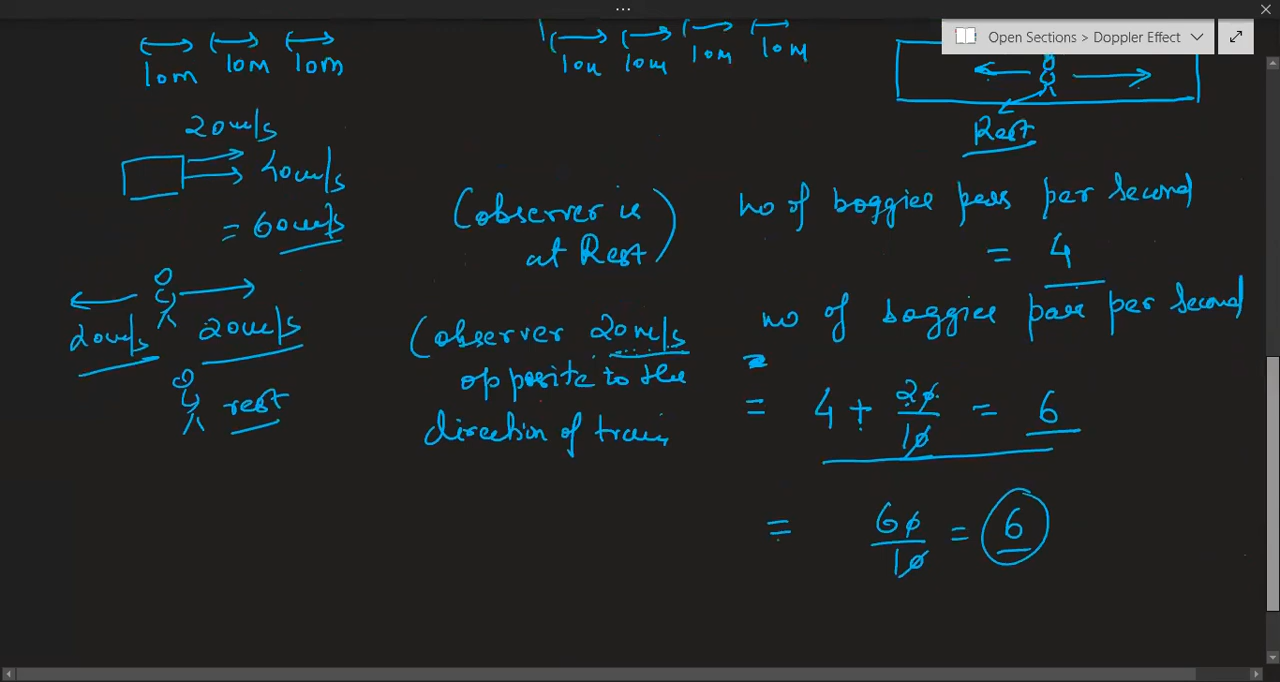 ...
Open Sections > Doppler Effect
10m 10m 10m
10m 10m 10m 10m
Rest
20m/s
40m/s
= 60m/s
(observer is
at Rest)
no of boggies pass per second
= 4
20m/s 20m/s
rest
(observer 20m/s
opposite to the
direction of train
no of boggies pass per second
= 4 + 20/10 = 6
= 60/10 = 6